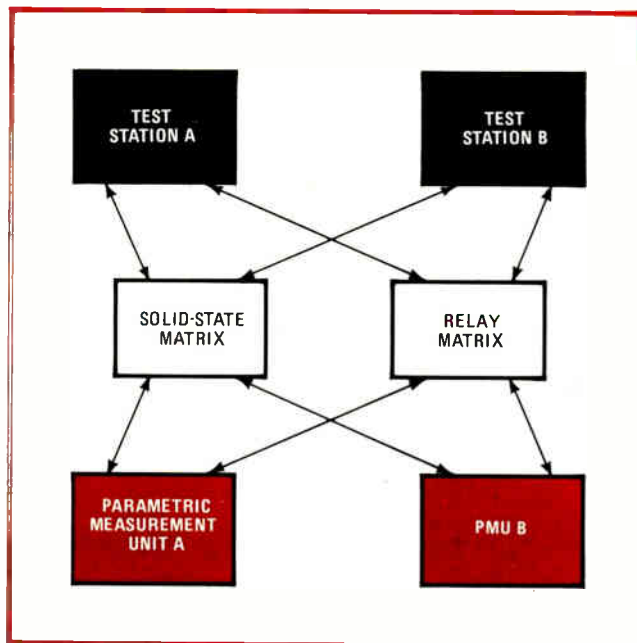 TEST
STATION A
TEST
STATION B
SOLID-STATE
MATRIX
RELAY
MATRIX
PARAMETRIC
MEASUREMENT
UNIT A
PMU B